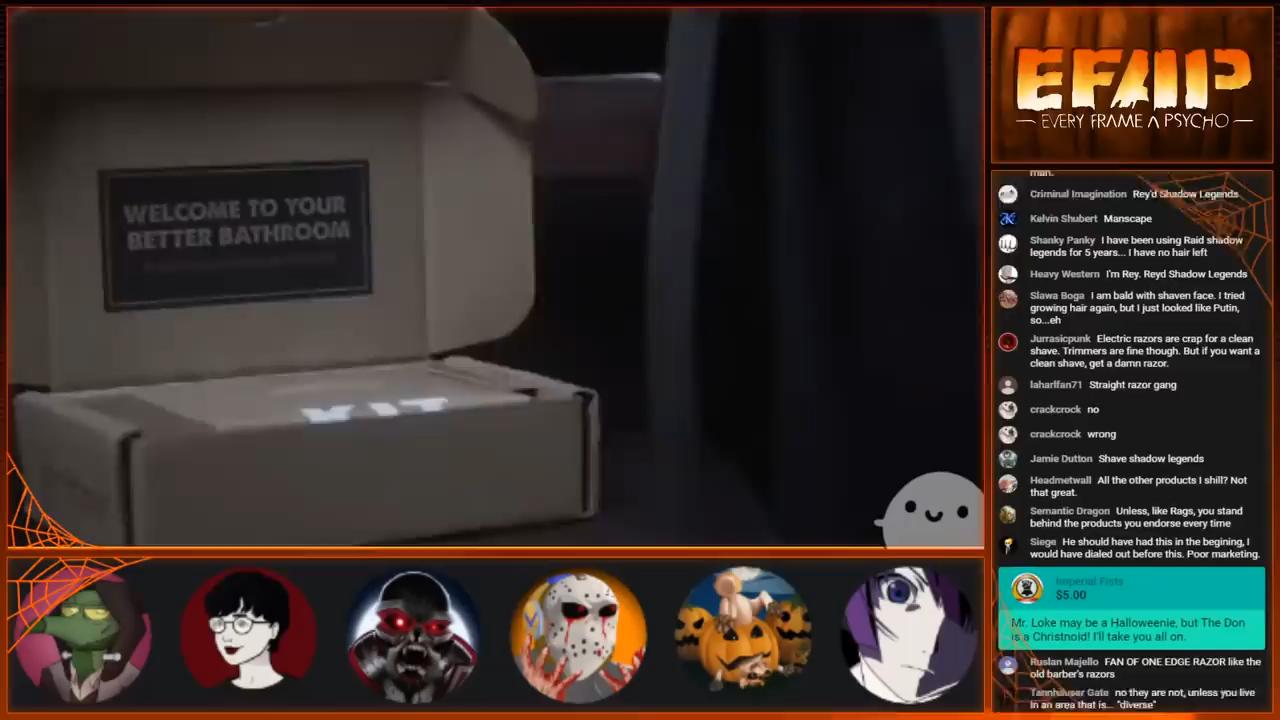 WELCOME TO YOUR
BETTER BATHROOM
KIT
EFAP
EVERY FRAME A PSYCHO
man.
Criminal Imagination Rey'd Shadow Legends
Kelvin Shubert Manscape
Shanky Panky I have been using Raid shadow
legends for 5 years... I have no hair left
Heavy Western I'm Rey. Reyd Shadow Legends
Slawa Boga I am bald with shaven face. I tried
growing hair again, but I just looked like Putin,
so...eh
Jurrasicpunk Electric razors are crap for a clean
shave. Trimmers are fine though. But if you want a
clean shave, get a damn razor.
laharlfan71 Straight razor gang
crackcrock no
crackcrock wrong
Jamie Dutton Shave shadow legends
Headmetwall All the other products I shill? Not
that great.
Semantic Dragon Unless, like Rags, you stand
behind the products you endorse every time
Siege He should have had this in the begining, I
would have dialed out before this. Poor marketing.
Imperial Fists
$5.00
Mr. Loke may be a Halloweenie, but The Don
is a Christnoid! I'll take you all on.
Ruslan Majello FAN OF ONE EDGE RAZOR like the
old barber's razors
Tannhauser Gate no they are not, unless you live
in an area that is... "diverse"